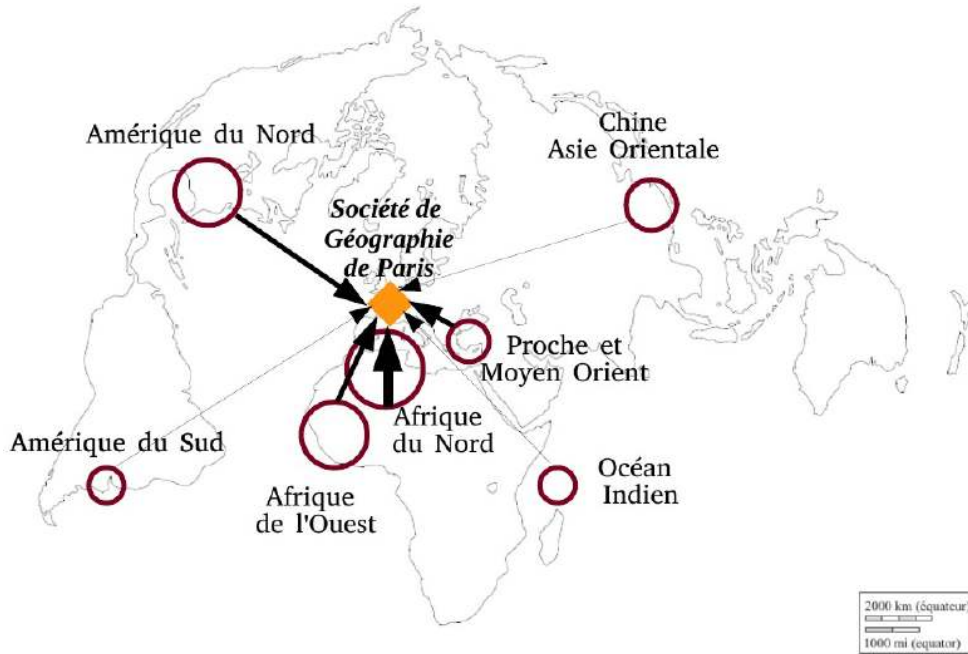 Amérique du Nord
Chine
Asie Orientale
Société de
Géographie
de Paris
Proche et
Moyen Orient
Afrique
du Nord
Amérique du Sud
Afrique
de l'Ouest
Océan
Indien
2000 km (équateur)
1000 mi (equator)